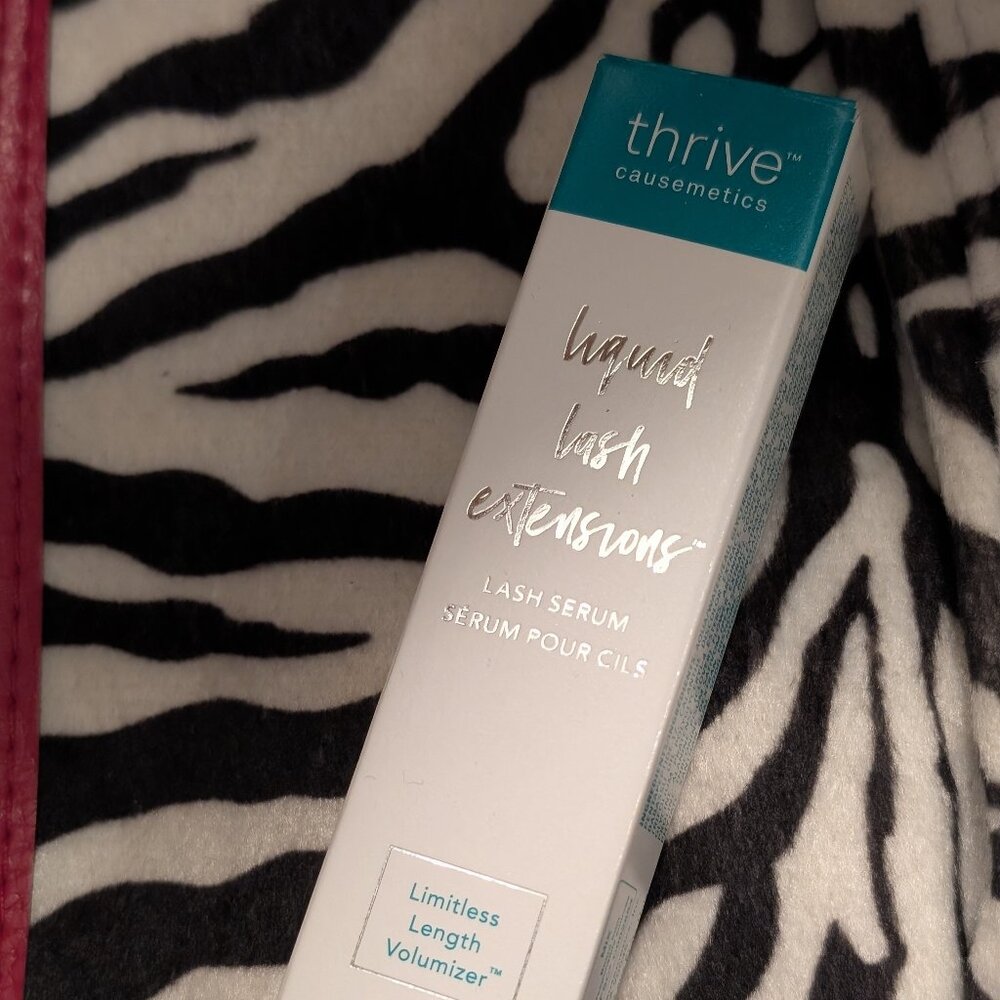 thrive™
causemetics
liquid
lash
extensions™
LASH SERUM
SÉRUM POUR CILS
Limitless
Length
Volumizer™